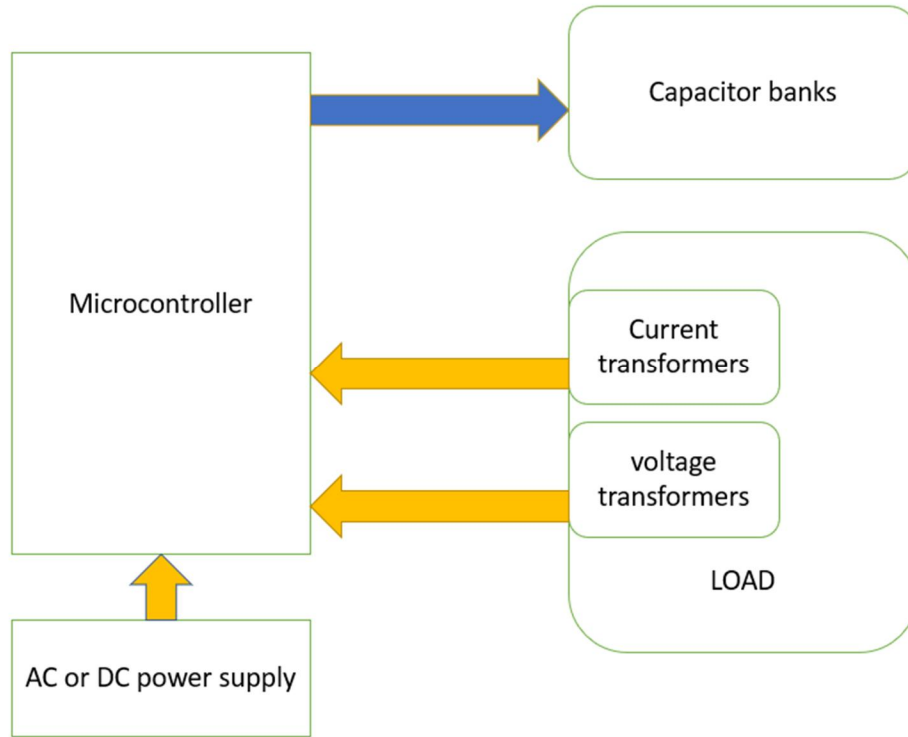 Capacitor banks
Microcontroller
Current
transformers
voltage
transformers
LOAD
AC or DC power supply